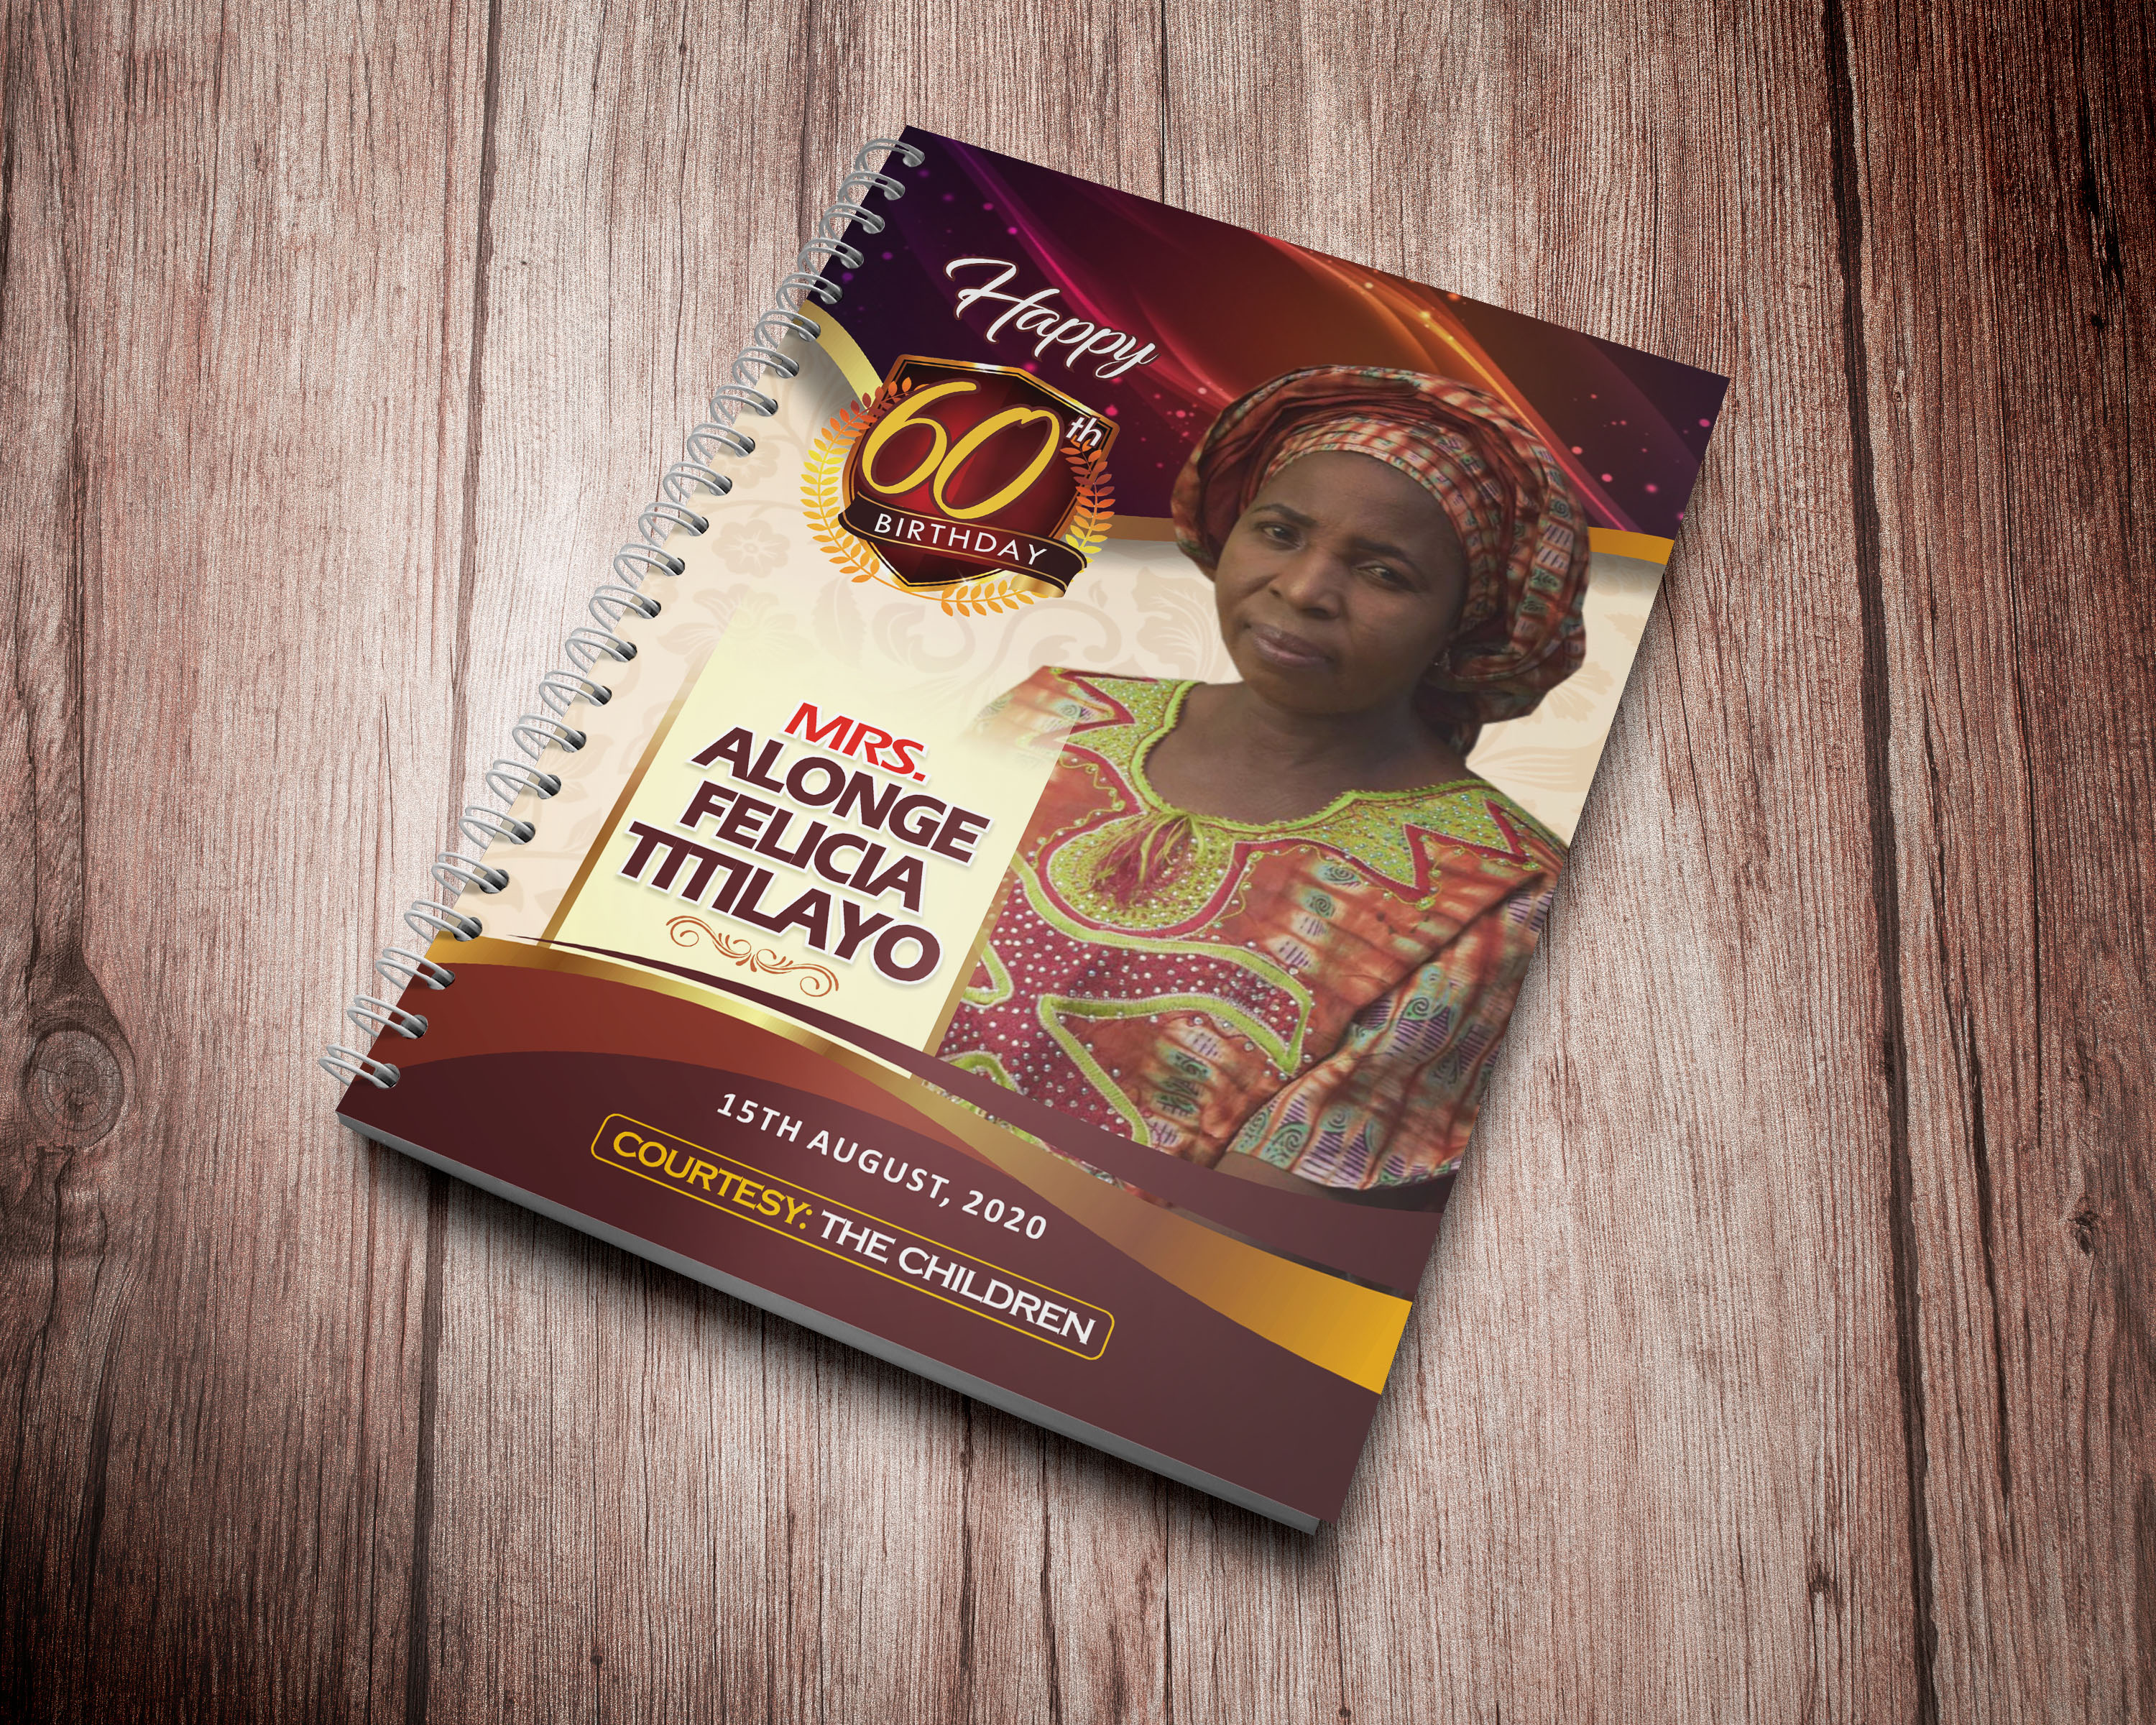 Happy
60th
BIRTHDAY
MRS.
ALONGE
FELICIA
TITILAYO
15TH AUGUST, 2020
COURTESY: THE CHILDREN